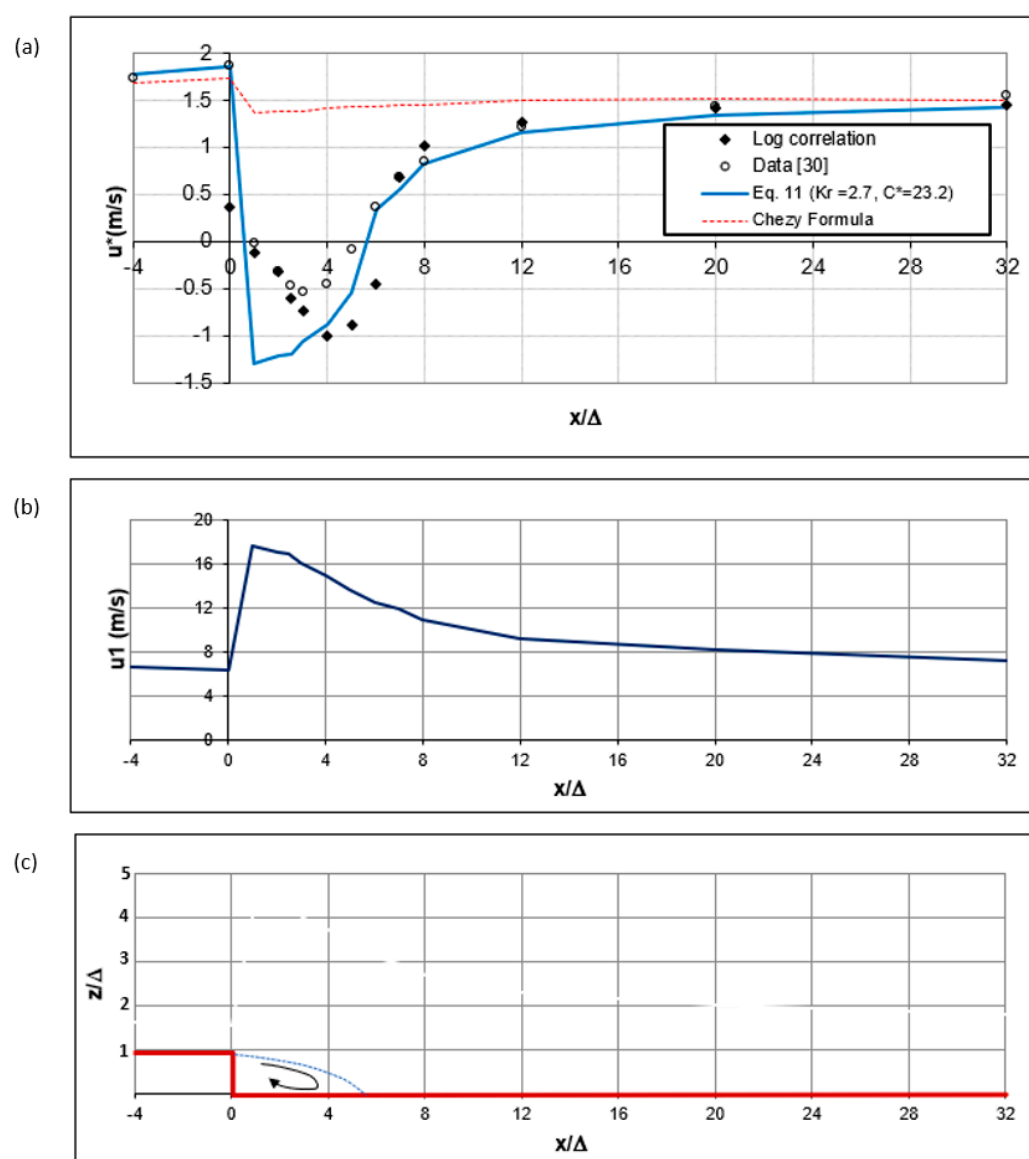 (a)
2
1.5
1
0.5
0
-0.5
-1
-1.5
-4 0 4 8 12 16 20 24 28 32
u*(m/s)
x/Δ
Log correlation
Data [30]
Eq. 11 (Kr =2.7, C*=23.2)
Chezy Formula
(b)
20
16
12
8
4
0
-4 0 4 8 12 16 20 24 28 32
u1 (m/s)
x/Δ
(c)
5
4
3
2
1
-4 0 4 8 12 16 20 24 28 32
z/Δ
x/Δ